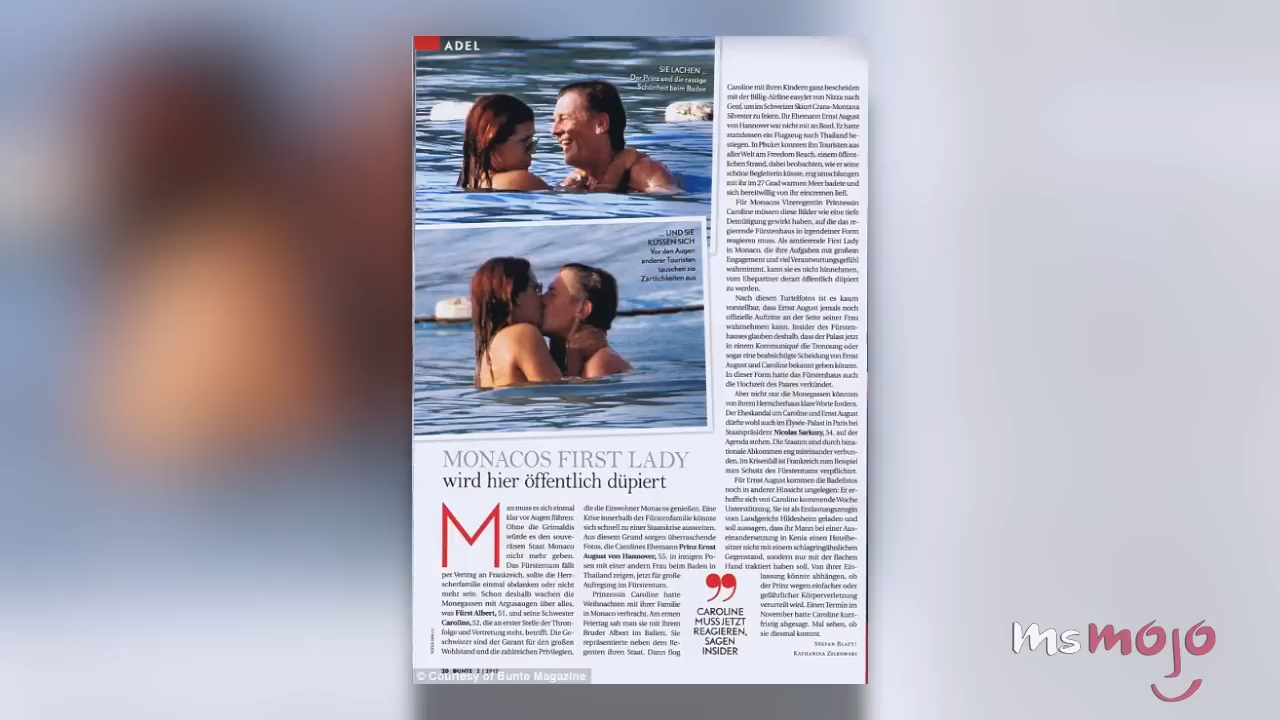 ADEL
SIE LACHEN ...
Der Prinz und die rassige
Schönheit beim Baden
... UND SIE
KÜSSEN SICH
Vor den Augen
anderer Touristen
tauschen sie
Zärtlichkeiten aus
MONACOS FIRST LADY
wird hier öffentlich düpiert
Man muss es sich einmal
klar vor Augen führen:
Ohne die Grimaldis
würde es den souve-
ränen Staat Monaco
nicht mehr geben.
Das Fürstentum fällt
per Vertrag an Frankreich, sollte die Herr-
scherfamilie einmal abdanken oder nicht
mehr sein. Schon deshalb wachen die
Monegassen mit Argusaugen über alles,
was Fürst Albert, 51, und seine Schwester
Caroline, 52, die an erster Stelle der Thron-
folge und Vertretung steht, betrifft. Die Ge-
schwister sind der Garant für den großen
Wohlstand und die zahlreichen Privilegien,
die die Einwohner Monacos genießen. Eine
Krise innerhalb der Fürstenfamilie könnte
sich schnell zu einer Staatskrise ausweiten.
Aus diesem Grund sorgen überraschende
Fotos, die Carolines Ehemann Prinz Ernst
August von Hannover, 55, in innigen Po-
sen mit einer anderen Frau beim Baden in
Thailand zeigen, jetzt für große
Aufregung im Fürstentum.
Prinzessin Caroline hatte
Weihnachten mit ihrer Familie
in Monaco verbracht. Am ersten
Feiertag sah man sie mit ihrem
Bruder Albert im Ballett. Sie
repräsentierte neben dem Re-
genten ihren Staat. Dann flog
CAROLINE
MUSS JETZT
REAGIEREN,
SAGEN
INSIDER
Caroline mit ihren Kindern ganz bescheiden
mit der Billig-Airline easyJet von Nizza nach
Genf, um im Schweizer Skiort Crans-Montana
Silvester zu feiern. Ihr Ehemann Ernst August
von Hannover war nicht mit an Bord. Er hatte
stattdessen ein Flugzeug nach Thailand be-
stiegen. In Phuket konnten ihn Touristen aus
aller Welt am Freedom Beach, einem öffent-
lichen Strand, dabei beobachten, wie er seine
schöne Begleiterin küsste, eng umschlungen
mit ihr im 27 Grad warmen Meer badete und
sich bereitwillig von ihr eincremen ließ.
Für Monacos Vizeregentin Prinzessin
Caroline müssen diese Bilder wie eine tiefe
Demütigung gewirkt haben, auf die das re-
gierende Fürstenhaus in irgendeiner Form
reagieren muss. Als amtierende First Lady
in Monaco, die ihre Aufgaben mit großem
Engagement und viel Verantwortungsgefühl
wahrnimmt, kann sie es nicht hinnehmen,
vom Ehepartner derart öffentlich düpiert
zu werden.
Nach diesen Turtelfotos ist es kaum
vorstellbar, dass Ernst August jemals noch
offizielle Auftritte an der Seite seiner Frau
wahrnehmen kann. Insider des Fürsten-
hauses glauben deshalb, dass der Palast jetzt
in einem Kommuniqué die Trennung oder
sogar eine beabsichtigte Scheidung von Ernst
August und Caroline bekannt geben könnte.
In dieser Form hatte das Fürstenhaus auch
die Hochzeit des Paares verkündet.
Aber nicht nur die Monegassen könnten
von ihrem Herrscherhaus klare Worte fordern.
Der Eheskandal um Caroline und Ernst August
dürfte wohl auch im Élysée-Palast in Paris bei
Staatspräsident Nicolas Sarkozy, 54, auf der
Agenda stehen. Die Staaten sind durch bina-
tionale Abkommen eng miteinander verbun-
den. Im Krisenfall ist Frankreich zum Beispiel
zum Schutz des Fürstentums verpflichtet.
Für Ernst August kommen die Badefotos
noch in anderer Hinsicht ungelegen: Er er-
hoffte sich von Caroline kommende Woche
Unterstützung. Sie ist als Entlastungszeugin
vom Landgericht Hildesheim geladen und
soll aussagen, dass ihr Mann bei einer Aus-
einandersetzung in Kenia einen Hotelbe-
sitzer nicht mit einem schlagringähnlichen
Gegenstand, sondern nur mit der flachen
Hand traktiert haben soll. Von ihrer Ein-
lassung könnte abhängen, ob
der Prinz wegen einfacher oder
gefährlicher Körperverletzung
verurteilt wird. Einen Termin im
November hatte Caroline kurz-
fristig abgesagt. Mal sehen, ob
sie diesmal kommt.
STEFAN BLATT/
KATHARINA
20 BUNTE 2 | 2010
© Courtesy of Bunte Magazine
msmojo